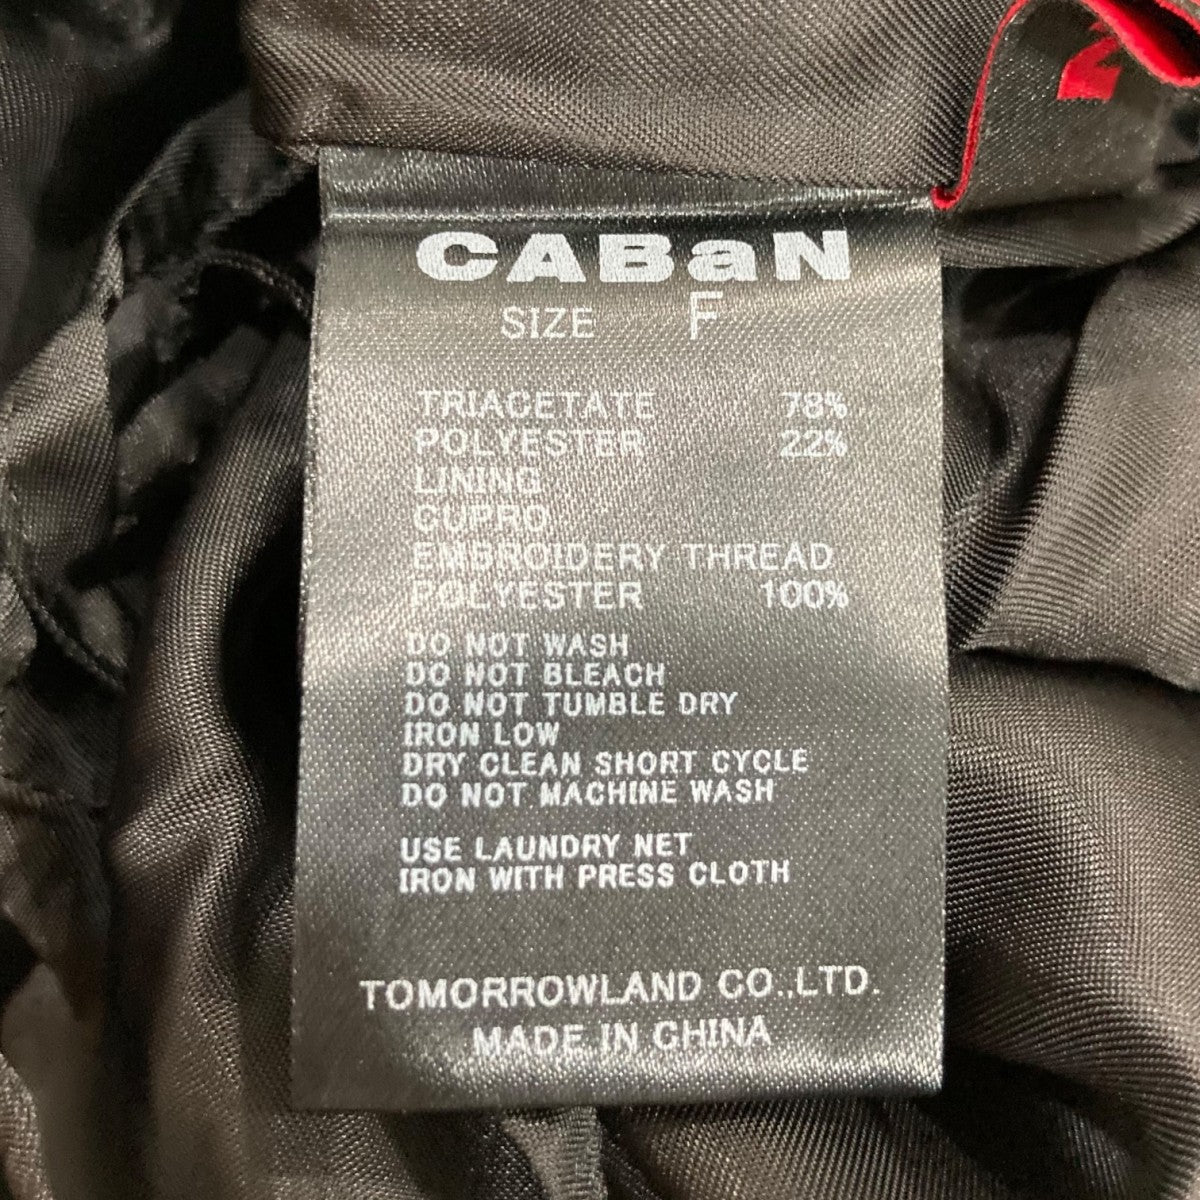 CABaN
SIZE F
TRIACETATE 78%
POLYESTER 22%
LINING
CUPRO
EMBROIDERY THREAD
POLYESTER 100%
DO NOT WASH
DO NOT BLEACH
DO NOT TUMBLE DRY
IRON LOW
DRY CLEAN SHORT CYCLE
DO NOT MACHINE WASH
USE LAUNDRY NET
IRON WITH PRESS CLOTH
TOMORROWLAND CO.,LTD.
MADE IN CHINA